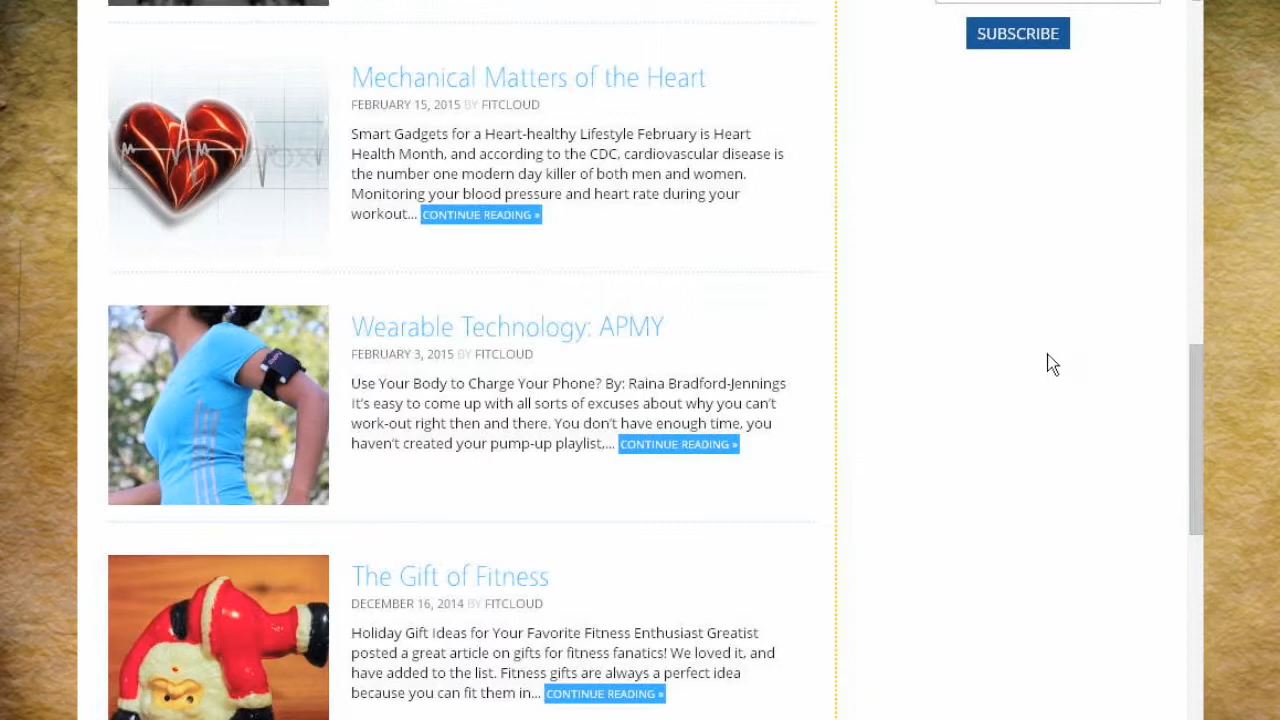 SUBSCRIBE
Mechanical Matters of the Heart
FEBRUARY 15, 2015 BY FITCLOUD
Smart Gadgets for a Heart-healthy Lifestyle February is Heart
Health Month, and according to the CDC, cardiovascular disease is
the number one modern day killer of both men and women.
Monitoring your blood pressure and heart rate during your
workout... CONTINUE READING »
Wearable Technology: APMY
FEBRUARY 3, 2015 BY FITCLOUD
Use Your Body to Charge Your Phone? By: Raina Bradford-Jennings
It's easy to come up with all sorts of excuses about why you can't
work out right then and there. You don't have enough time, you
haven't created your pump-up playlist,... CONTINUE READING »
The Gift of Fitness
DECEMBER 16, 2014 BY FITCLOUD
Holiday Gift Ideas for Your Favorite Fitness Enthusiast Greatist
posted a great article on gifts for fitness fanatics! We loved it, and
have added to the list. Fitness gifts are always a perfect idea
because you can fit them in... CONTINUE READING »